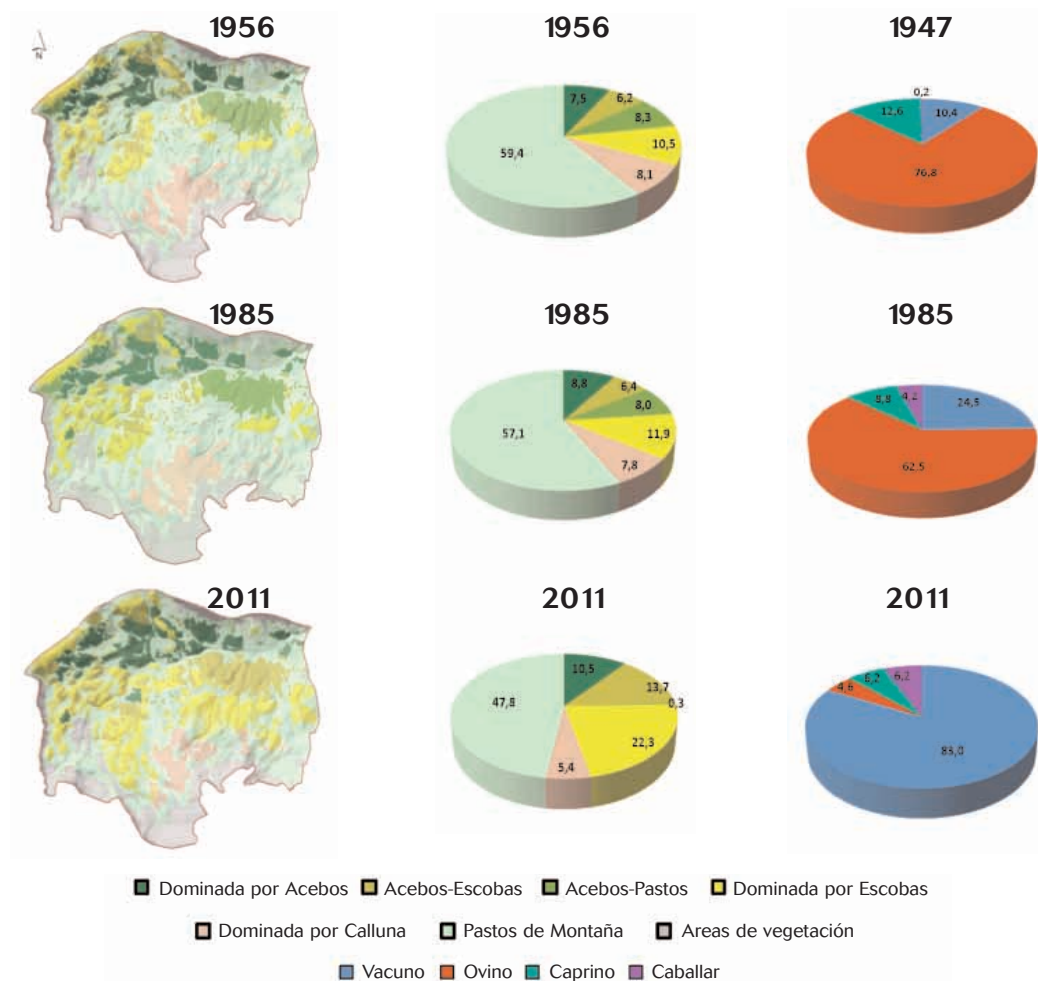 1956 1956 1947
N
7,5 6,2 8,3 10,5 8,1 59,4
0,2 10,4 76,8 12,6
1985 1985 1985
8,8 6,4 8,0 11,9 7,8 57,1
24,5 62,5 8,8 4,2
2011 2011 2011
10,5 13,7 0,3 22,3 5,4 47,8
83,0 4,6 6,2 6,2
Dominada por Acebos Acebos-Escobas Acebos-Pastos Dominada por Escobas
Dominada por Calluna Pastos de Montaña Areas de vegetación
Vacuno Ovino Caprino Caballar